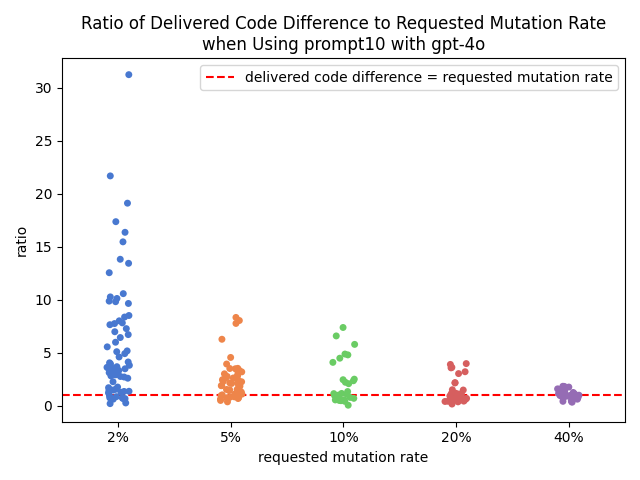 Ratio of Delivered Code Difference to Requested Mutation Rate
when Using prompt10 with gpt-4o
delivered code difference = requested mutation rate
30
25
20
15
10
5
0
ratio
2%
5%
10%
20%
40%
requested mutation rate